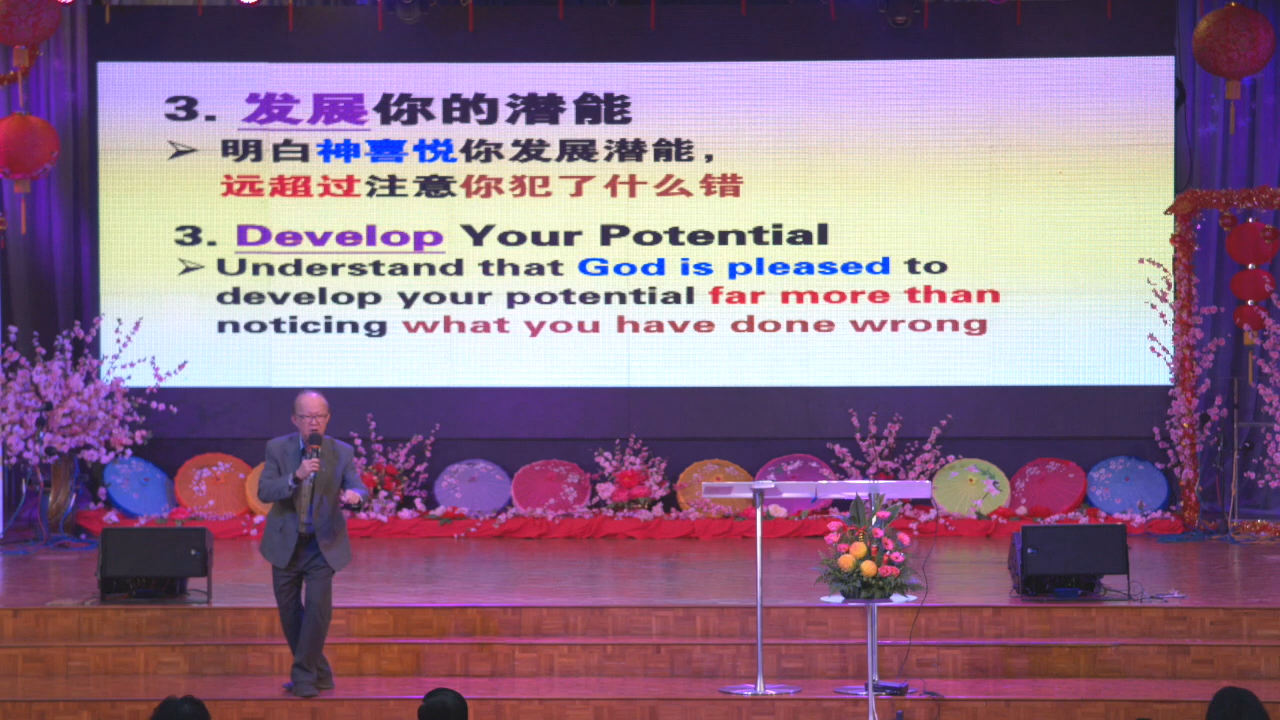 3. 发展你的潜能
➢ 明白神喜悦你发展潜能，
远超过注意你犯了什么错
3. Develop Your Potential
➢ Understand that God is pleased to
develop your potential far more than
noticing what you have done wrong